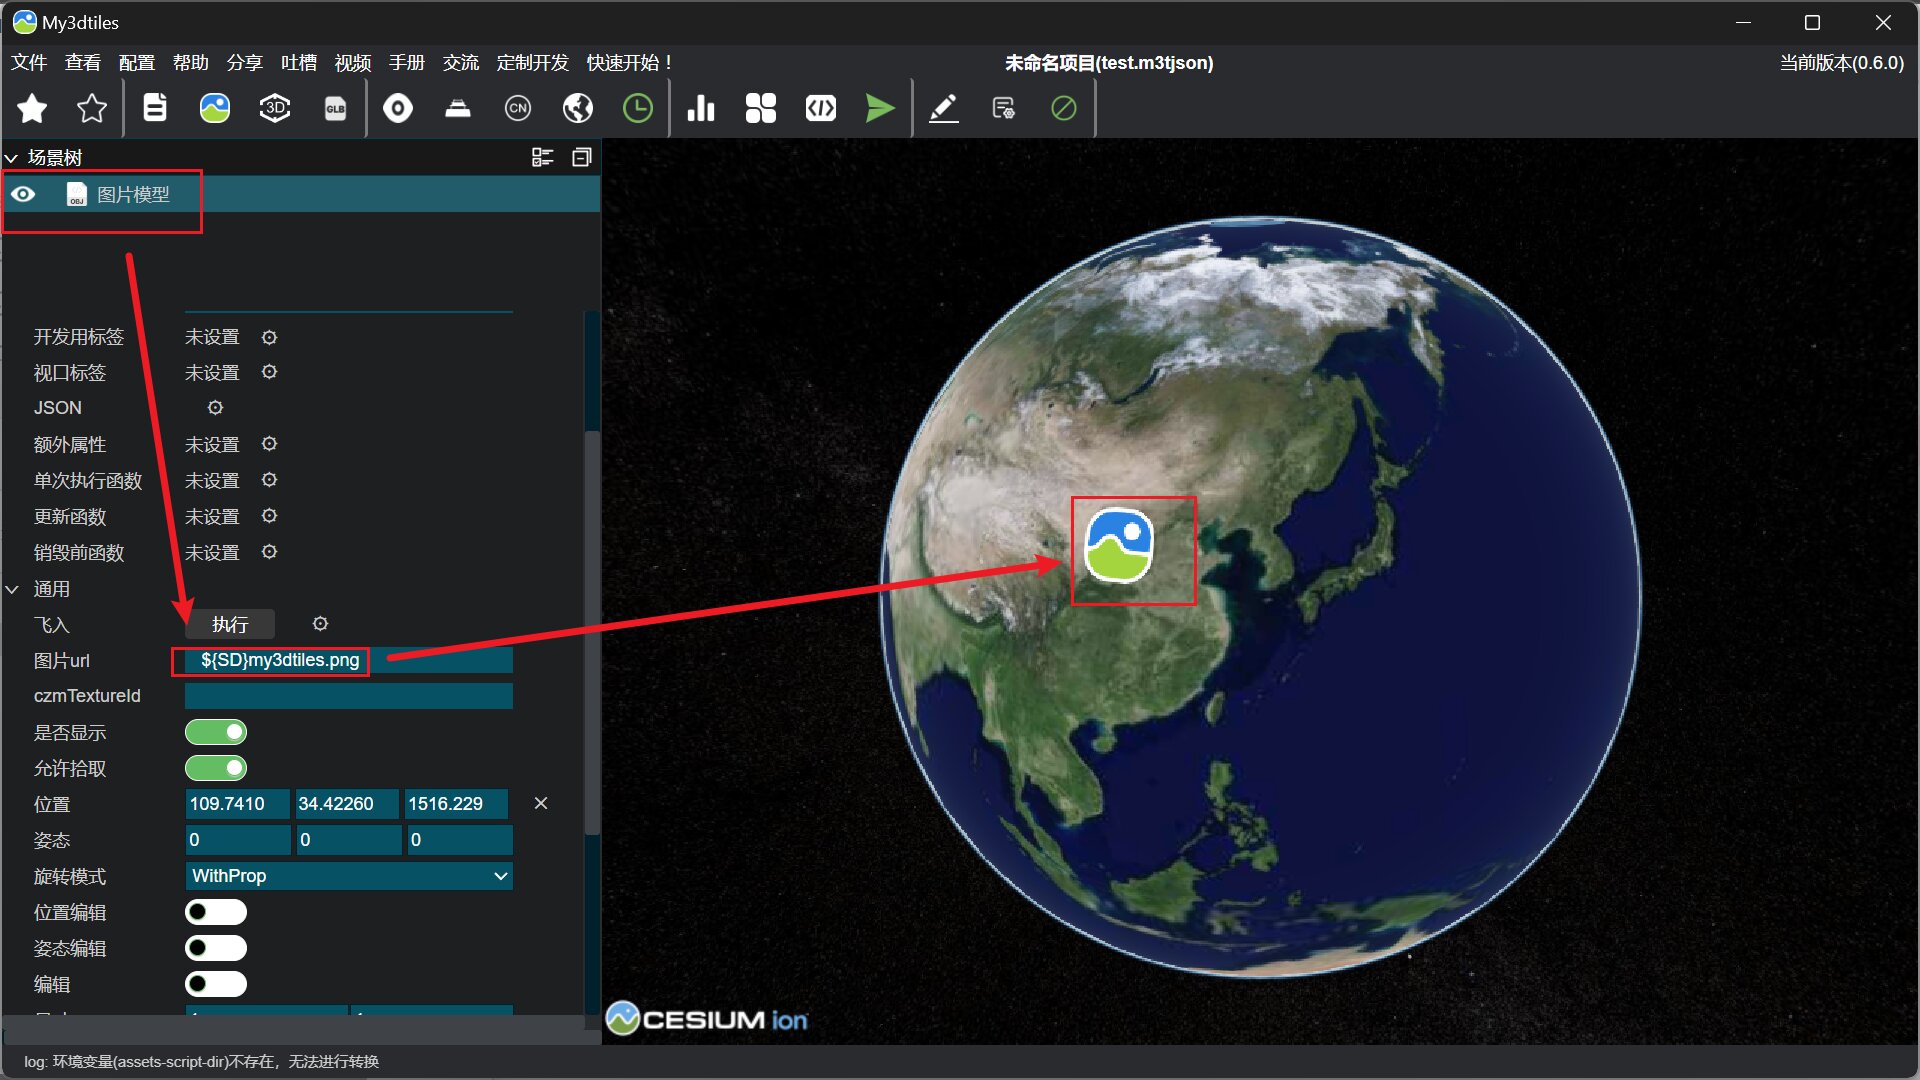 My3dtiles
文件 查看 配置 帮助 分享 吐槽 视频 手册 交流 定制开发 快速开始！ 未命名项目(test.m3tjson) 当前版本(0.6.0)
3D GLB CN
场景树
OBJ 图片模型
开发用标签 未设置
视口标签 未设置
JSON
额外属性 未设置
单次执行函数 未设置
更新函数 未设置
销毁前函数 未设置
通用
飞入 执行
图片url ${SD}my3dtiles.png
czmTextureId
是否显示
允许拾取
位置 109.7410 34.42260 1516.229
姿态 0 0 0
旋转模式 WithProp
位置编辑
姿态编辑
编辑
CESIUM ion
log: 环境变量(assets-script-dir)不存在，无法进行转换